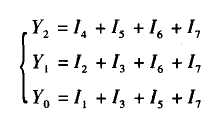 Y₂ = I₄ + I₅ + I₆ + I₇
Y₁ = I₂ + I₃ + I₆ + I₇
Y₀ = I₁ + I₃ + I₅ + I₇